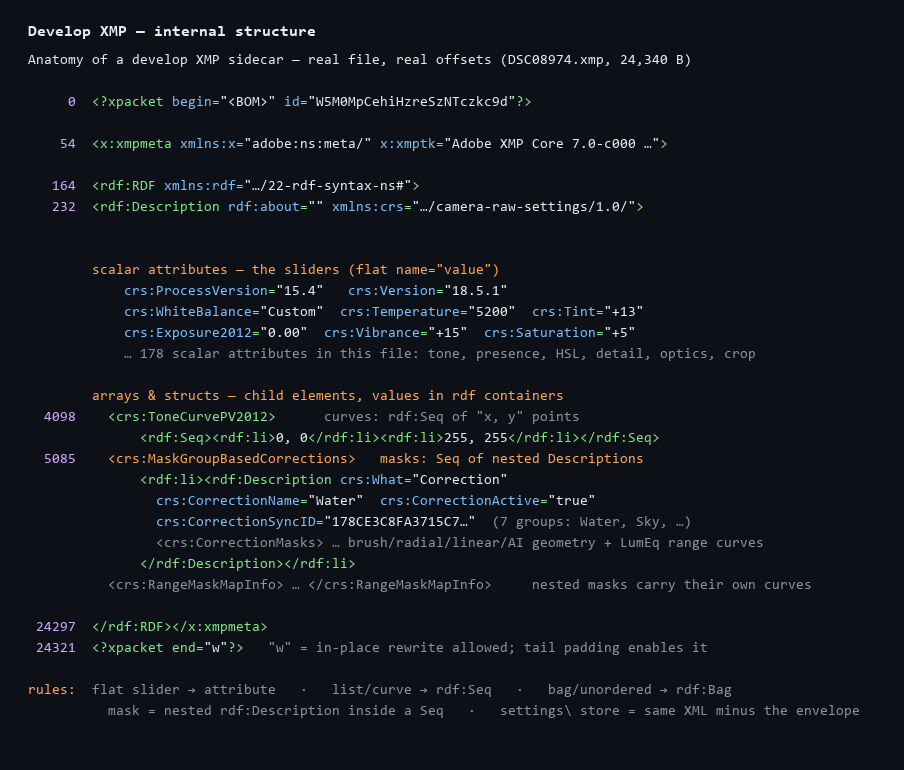 Develop XMP — internal structure
Anatomy of a develop XMP sidecar — real file, real offsets (DSC08974.xmp, 24,340 B)
0 <?xpacket begin="<BOM>" id="W5M0MpCehiHzreSzNTczkc9d"?>
54 <x:xmpmeta xmlns:x="adobe:ns:meta/" x:xmptk="Adobe XMP Core 7.0-c000 …">
164 <rdf:RDF xmlns:rdf="…/22-rdf-syntax-ns#">
232 <rdf:Description rdf:about="" xmlns:crs="…/camera-raw-settings/1.0/">
scalar attributes — the sliders (flat name="value")
crs:ProcessVersion="15.4" crs:Version="18.5.1"
crs:WhiteBalance="Custom" crs:Temperature="5200" crs:Tint="+13"
crs:Exposure2012="0.00" crs:Vibrance="+15" crs:Saturation="+5"
… 178 scalar attributes in this file: tone, presence, HSL, detail, optics, crop
arrays & structs — child elements, values in rdf containers
4098 <crs:ToneCurvePV2012> curves: rdf:Seq of "x, y" points
<rdf:Seq><rdf:li>0, 0</rdf:li><rdf:li>255, 255</rdf:li></rdf:Seq>
5085 <crs:MaskGroupBasedCorrections> masks: Seq of nested Descriptions
<rdf:li><rdf:Description crs:What="Correction"
crs:CorrectionName="Water" crs:CorrectionActive="true"
crs:CorrectionSyncID="178CE3C8FA3715C7…" (7 groups: Water, Sky, …)
<crs:CorrectionMasks> … brush/radial/linear/AI geometry + LumEq range curves
</rdf:Description></rdf:li>
<crs:RangeMaskMapInfo> … </crs:RangeMaskMapInfo> nested masks carry their own curves
24297 </rdf:RDF></x:xmpmeta>
24321 <?xpacket end="w"?> "w" = in-place rewrite allowed; tail padding enables it
rules: flat slider → attribute · list/curve → rdf:Seq · bag/unordered → rdf:Bag
mask = nested rdf:Description inside a Seq · settings\ store = same XML minus the envelope